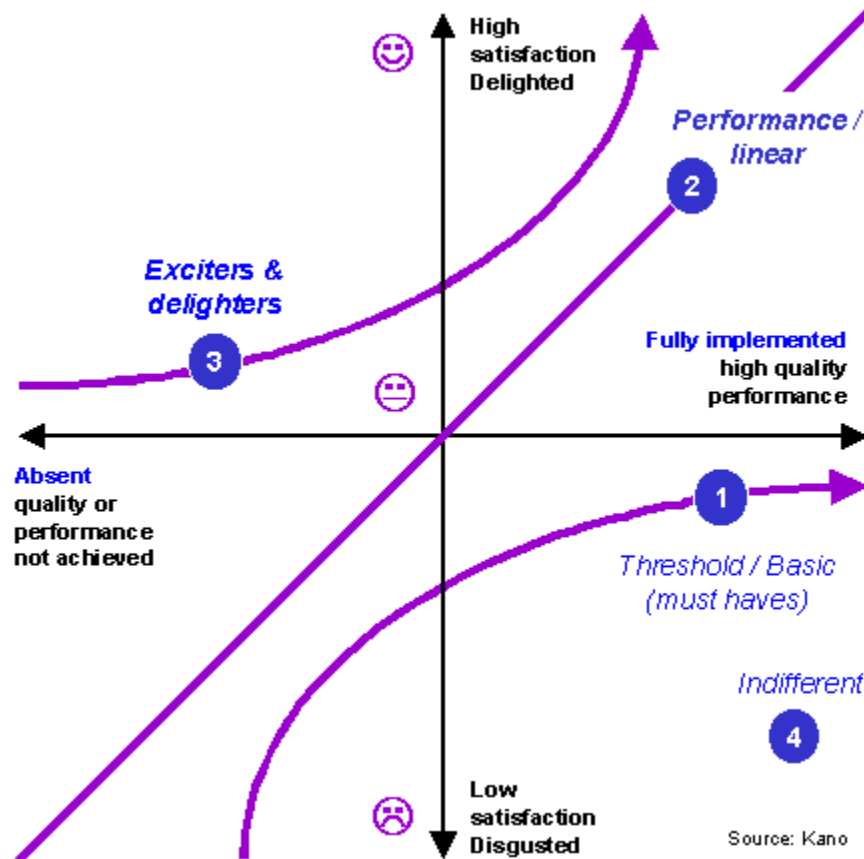 High
satisfaction
Delighted
Performance /
linear
2
Exciters &
delighters
3
Fully implemented
high quality
performance
Absent
quality or
performance
not achieved
1
Threshold / Basic
(must haves)
Indifferent
4
Low
satisfaction
Disgusted
Source: Kano